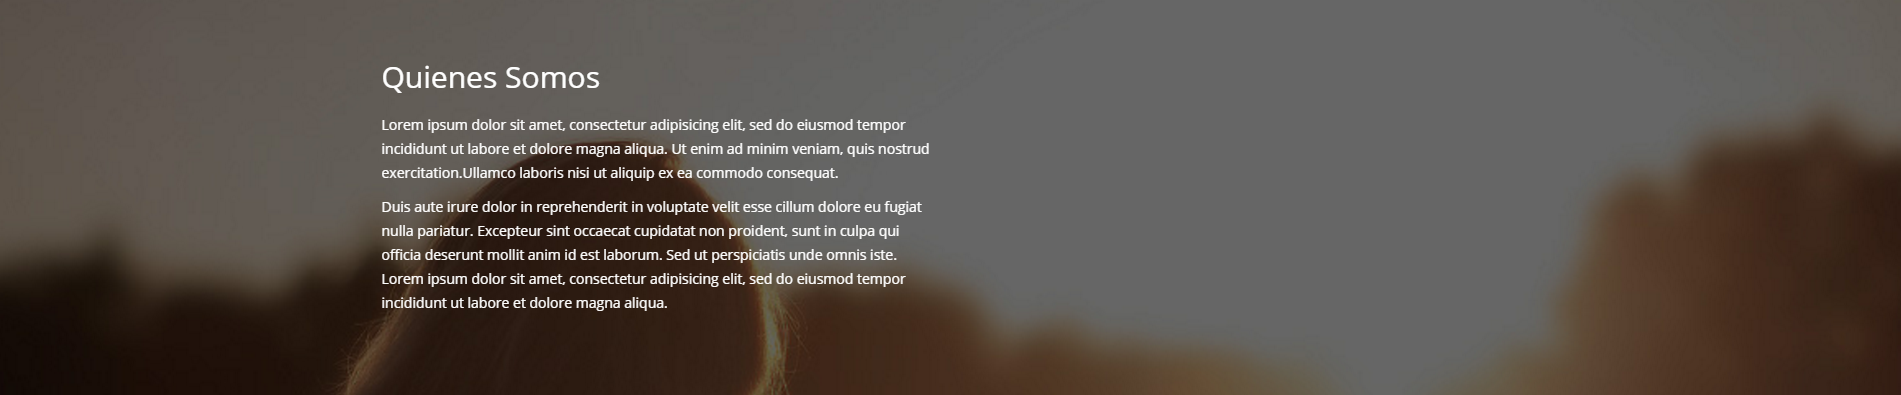 Quienes Somos
Lorem ipsum dolor sit amet, consectetur adipisicing elit, sed do eiusmod tempor
incididunt ut labore et dolore magna aliqua. Ut enim ad minim veniam, quis nostrud
exercitation.Ullamco laboris nisi ut aliquip ex ea commodo consequat.
Duis aute irure dolor in reprehenderit in voluptate velit esse cillum dolore eu fugiat
nulla pariatur. Excepteur sint occaecat cupidatat non proident, sunt in culpa qui
officia deserunt mollit anim id est laborum. Sed ut perspiciatis unde omnis iste.
Lorem ipsum dolor sit amet, consectetur adipisicing elit, sed do eiusmod tempor
incididunt ut labore et dolore magna aliqua.